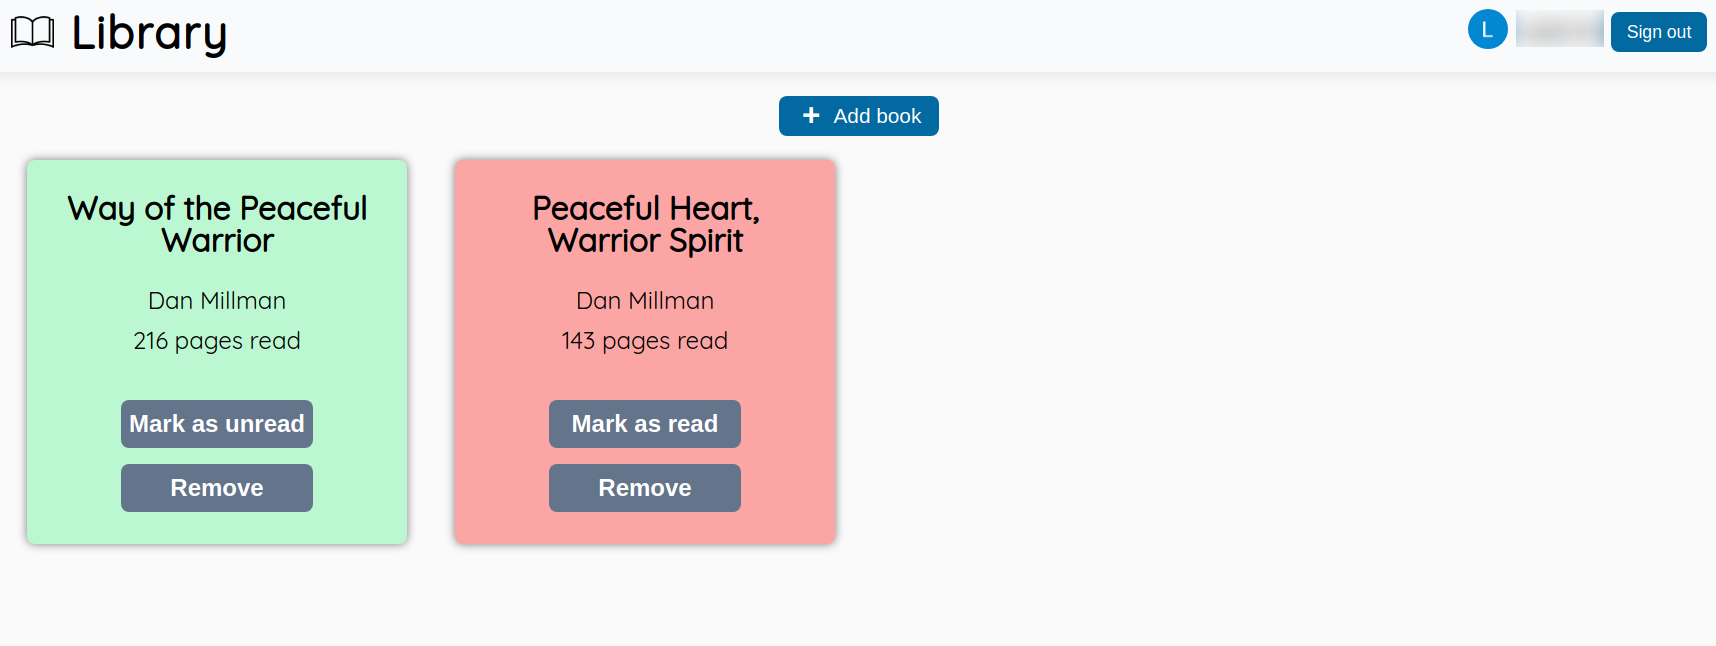 Library
L
Sign out
+ Add book
Way of the Peaceful
Warrior
Dan Millman
216 pages read
Mark as unread
Remove
Peaceful Heart,
Warrior Spirit
Dan Millman
143 pages read
Mark as read
Remove